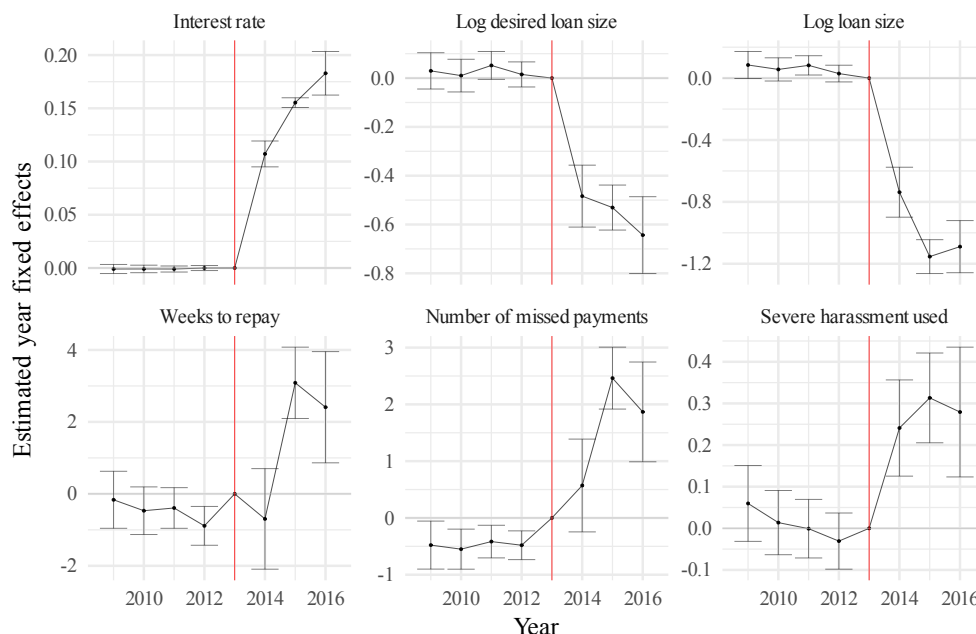 Interest rate
Log desired loan size
Log loan size
0.20
0.15
0.10
0.05
0.00
0.0
-0.2
-0.4
-0.6
-0.8
0.0
-0.4
-0.8
-1.2
Estimated year fixed effects
Weeks to repay
Number of missed payments
Severe harassment used
4
2
0
-2
3
2
1
0
-1
0.4
0.3
0.2
0.1
0.0
-0.1
2010 2012 2014 2016
2010 2012 2014 2016
2010 2012 2014 2016
Year